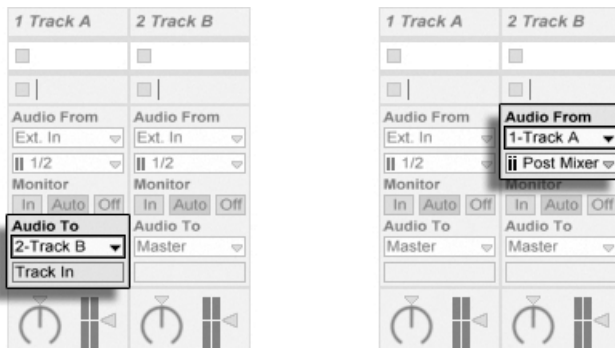 1 Track A 2 Track B
Audio From Audio From
Ext. In Ext. In
1/2 1/2
Monitor Monitor
In Auto Off In Auto Off
Audio To Audio To
2-Track B Master
Track In
1 Track A 2 Track B
Audio From Audio From
Ext. In 1-Track A
1/2 Post Mixer
Monitor Monitor
In Auto Off In Auto Off
Audio To Audio To
Master Master